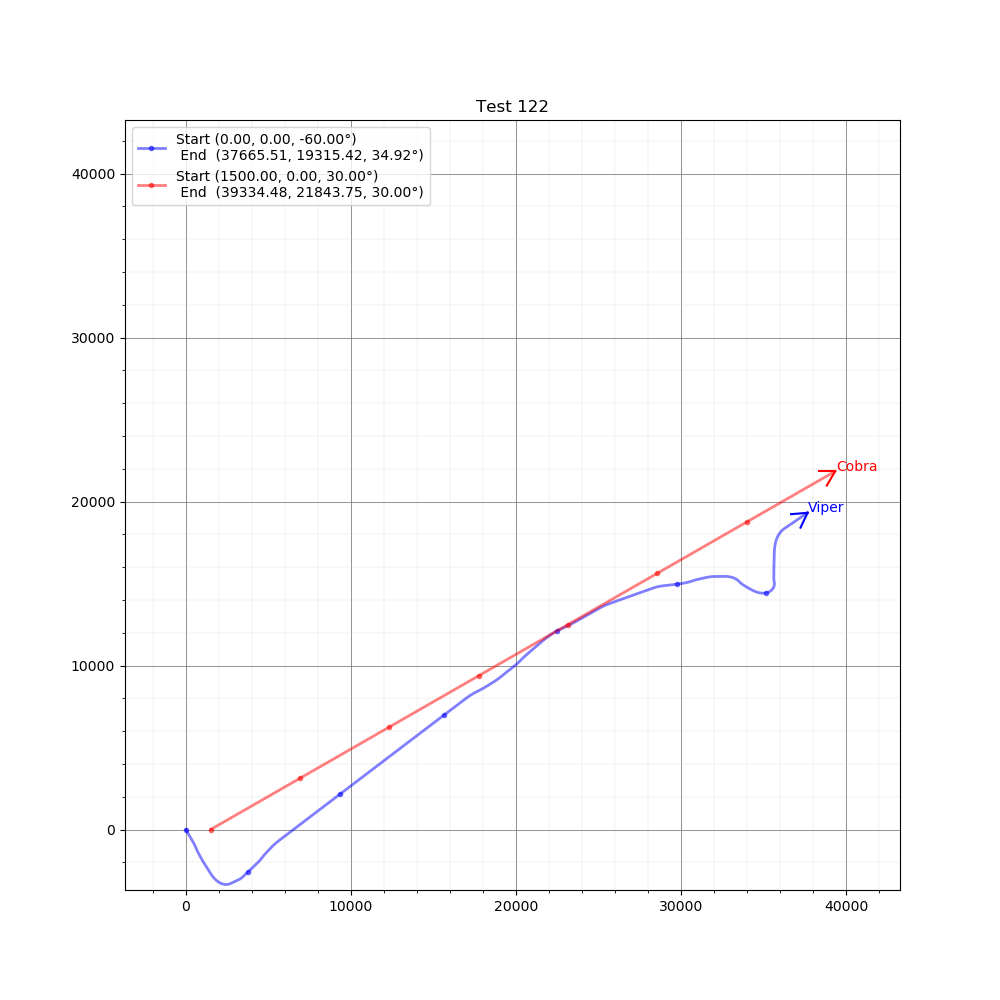 Test 122
Start (0.00, 0.00, -60.00°)
End  (37665.51, 19315.42, 34.92°)
Start (1500.00, 0.00, 30.00°)
End  (39334.48, 21843.75, 30.00°)
40000
30000
20000
10000
0
Cobra
Viper
0
10000
20000
30000
40000